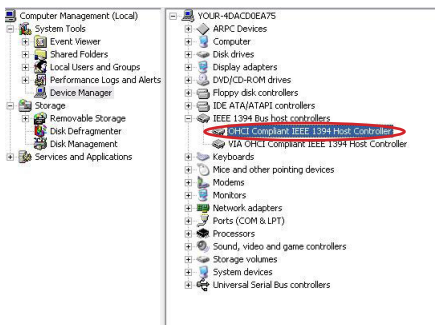 Computer Management (Local)
System Tools
Event Viewer
Shared Folders
Local Users and Groups
Performance Logs and Alerts
Device Manager
Storage
Removable Storage
Disk Defragmenter
Disk Management
Services and Applications
YOUR-4DACD0EA75
ARPC Devices
Computer
Disk drives
Display adapters
DVD/CD-ROM drives
Floppy disk controllers
IDE ATA/ATAPI controllers
IEEE 1394 Bus host controllers
OHCI Compliant IEEE 1394 Host Controller
VIA OHCI Compliant IEEE 1394 Host Controller
Keyboards
Mice and other pointing devices
Modems
Monitors
Network adapters
Ports (COM & LPT)
Processors
Sound, video and game controllers
Storage volumes
System devices
Universal Serial Bus controllers